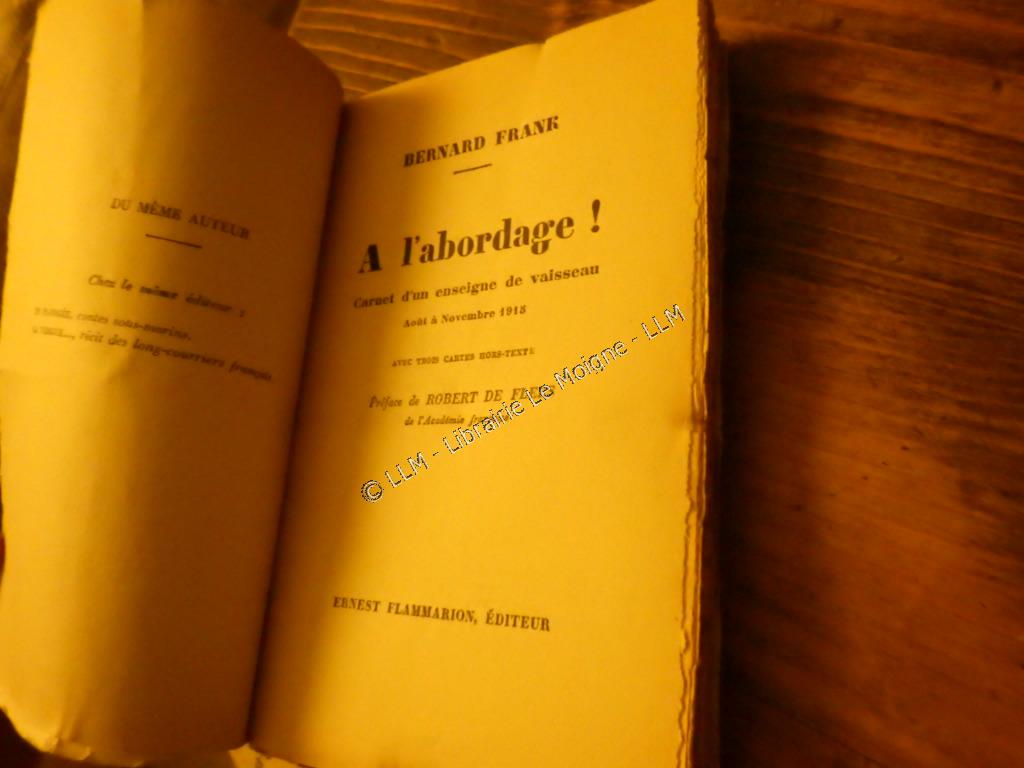 DU MÊME AUTEUR
Chez le même éditeur :
contes sous-marins.
récit des long-courriers français.
BERNARD FRANK
A l'abordage !
Carnet d'un enseigne de vaisseau
Août à Novembre 1915
AVEC TROIS CARTES HORS-TEXTE
Préface de ROBERT DE
de l'Académie
ERNEST FLAMMARION, ÉDITEUR
© LLM - Librairie Le Moigne - LLM